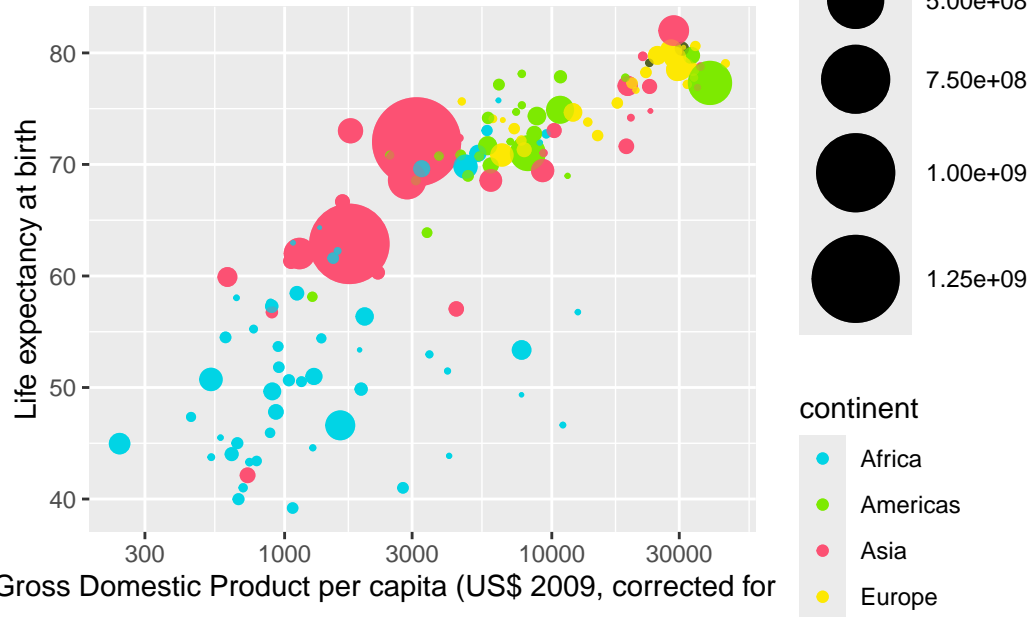 5.00e+08
7.50e+08
1.00e+09
1.25e+09
continent
Africa
Americas
Asia
Europe
Life expectancy at birth
80
70
60
50
40
300 1000 3000 10000 30000
Gross Domestic Product per capita (US$ 2009, corrected for